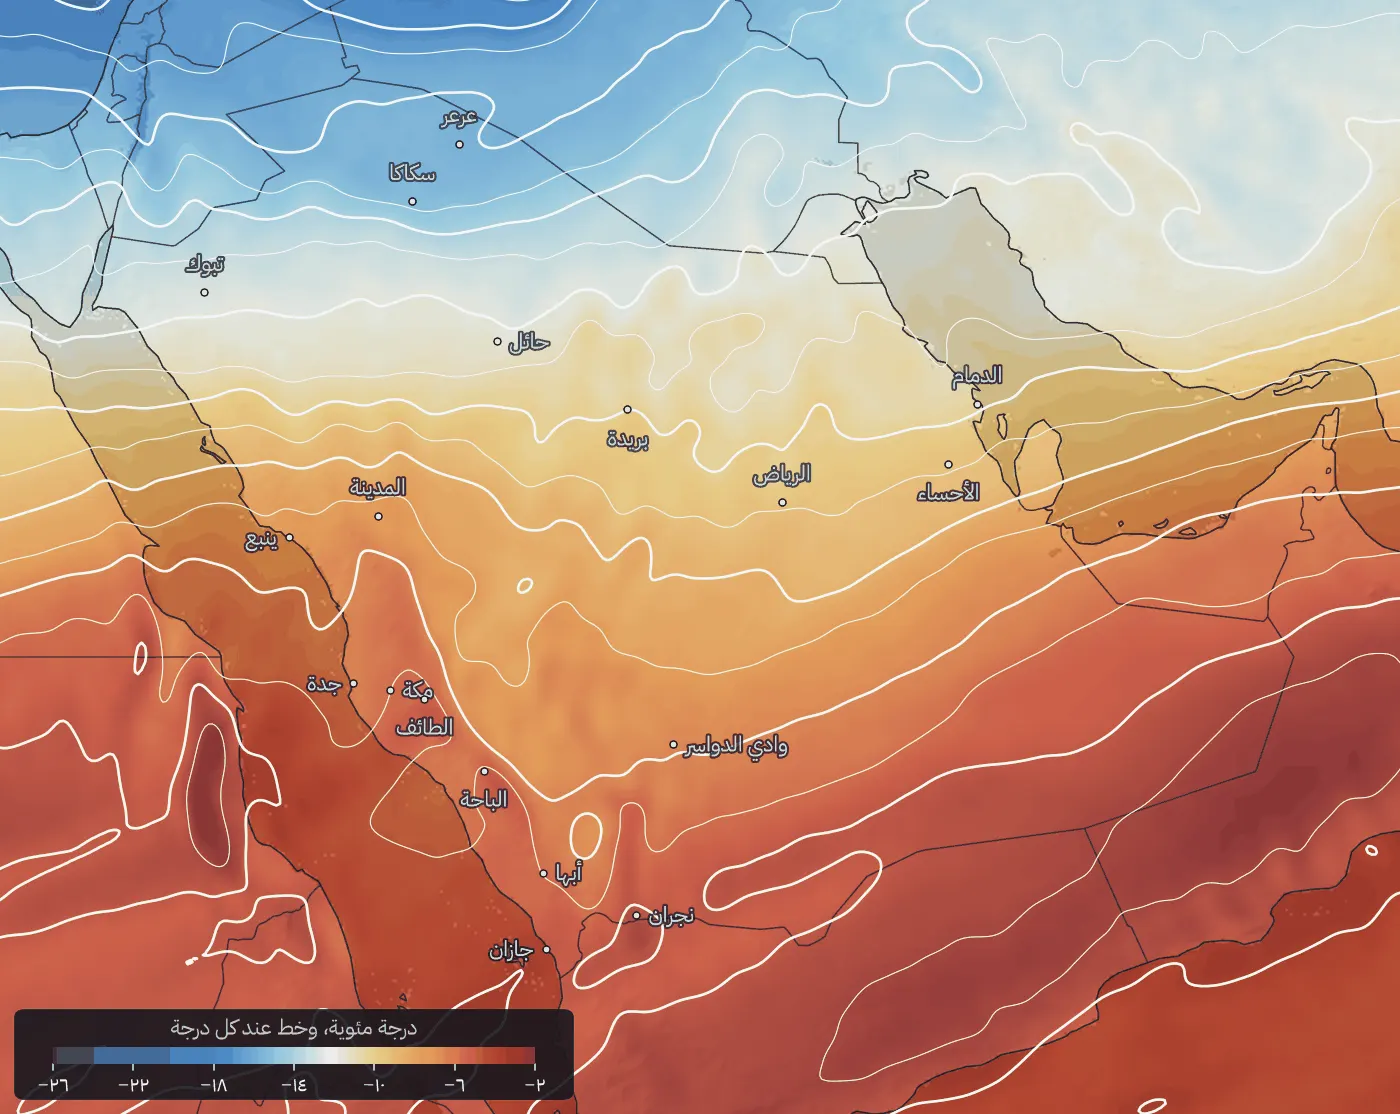 عرعر
سكاكا
تبوك
حائل
الدمام
بريدة
الرياض
الأحساء
المدينة
ينبع
جدة
مكة
الطائف
وادي الدواسر
الباحة
أبها
نجران
جازان
درجة مئوية، وخط عند كل درجة
−٢٦ −٢٢ −١٨ −١٤ −١٠ −٦ −٢